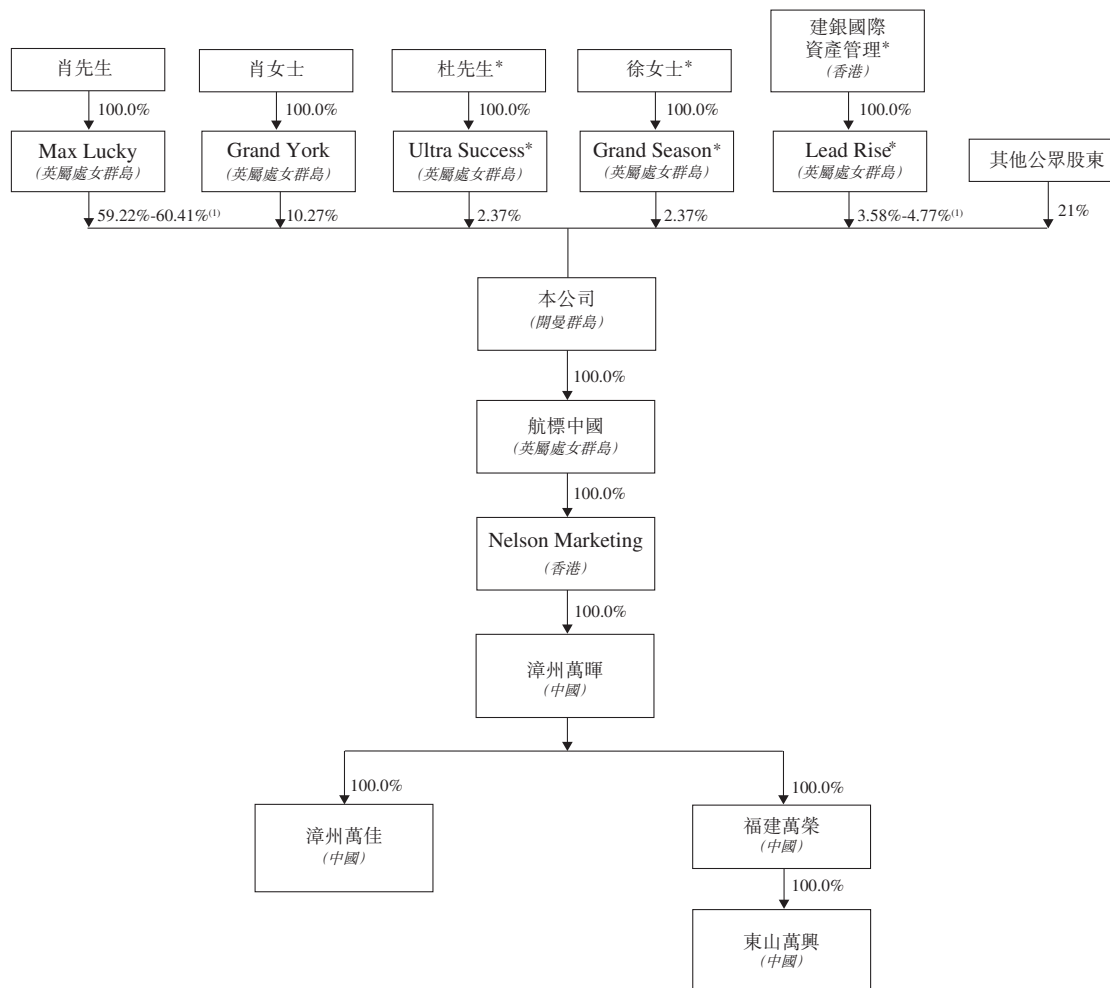 建銀國際
資產管理*
(香港)
肖先生
肖女士
杜先生*
徐女士*
100.0%
100.0%
100.0%
100.0%
100.0%
Max Lucky
(英屬處女群島)
Grand York
(英屬處女群島)
Ultra Success*
(英屬處女群島)
Grand Season*
(英屬處女群島)
Lead Rise*
(英屬處女群島)
其他公眾股東
59.22%-60.41%(1)
10.27%
2.37%
2.37%
3.58%-4.77%(1)
21%
本公司
(開曼群島)
100.0%
航標中國
(英屬處女群島)
100.0%
Nelson Marketing
(香港)
100.0%
漳州萬暉
(中國)
100.0%
100.0%
漳州萬佳
(中國)
福建萬榮
(中國)
100.0%
東山萬興
(中國)